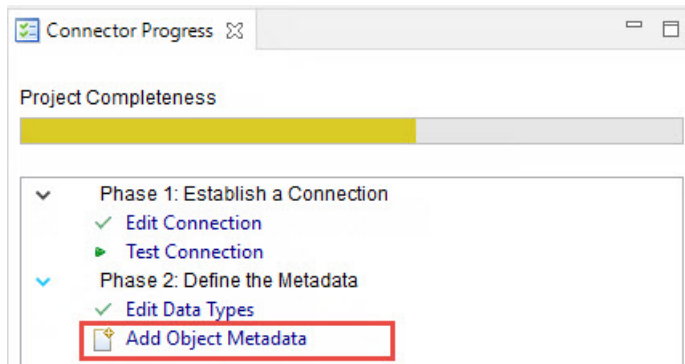 Connector Progress
Project Completeness
Phase 1: Establish a Connection
Edit Connection
Test Connection
Phase 2: Define the Metadata
Edit Data Types
Add Object Metadata